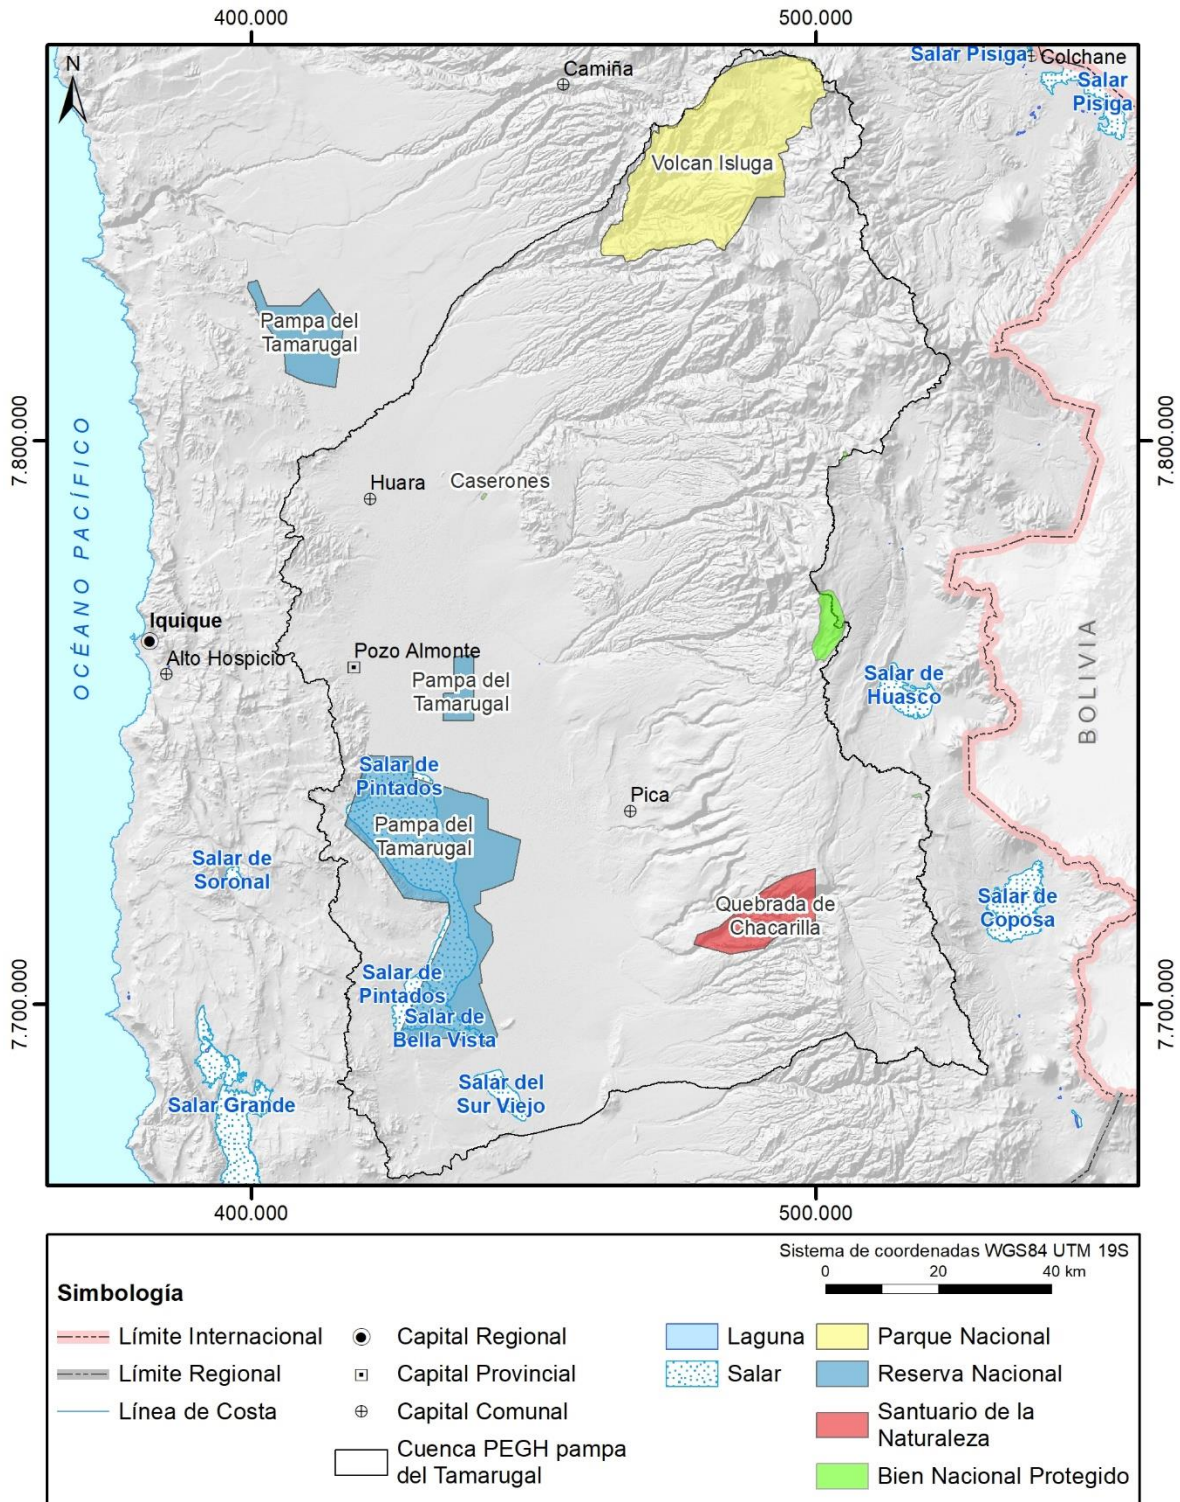 400.000
500.000
N
Camiña
Salar Pisiga
Colchane
Salar
Pisiga
Volcan Isluga
Pampa del
Tamarugal
7.800.000
7.800.000
OCÉANO PACÍFICO
Huara
Caserones
Iquique
Alto Hospicio
Pozo Almonte
Pampa del
Tamarugal
Salar de
Huasco
BOLIVIA
Salar de
Pintados
Pica
Pampa del
Tamarugal
Salar de
Soronal
Quebrada de
Chacarilla
Salar de
Coposa
Salar de
Pintados
7.700.000
7.700.000
Salar de
Bella Vista
Salar del
Sur Viejo
Salar Grande
400.000
500.000
Sistema de coordenadas WGS84 UTM 19S
0 20 40 km
Simbología
Límite Internacional
Límite Regional
Línea de Costa
Capital Regional
Capital Provincial
Capital Comunal
Cuenca PEGH pampa
del Tamarugal
Laguna
Salar
Parque Nacional
Reserva Nacional
Santuario de la
Naturaleza
Bien Nacional Protegido